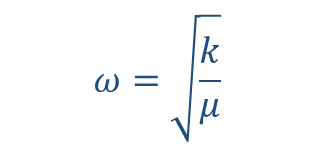 ω = √(k/μ)